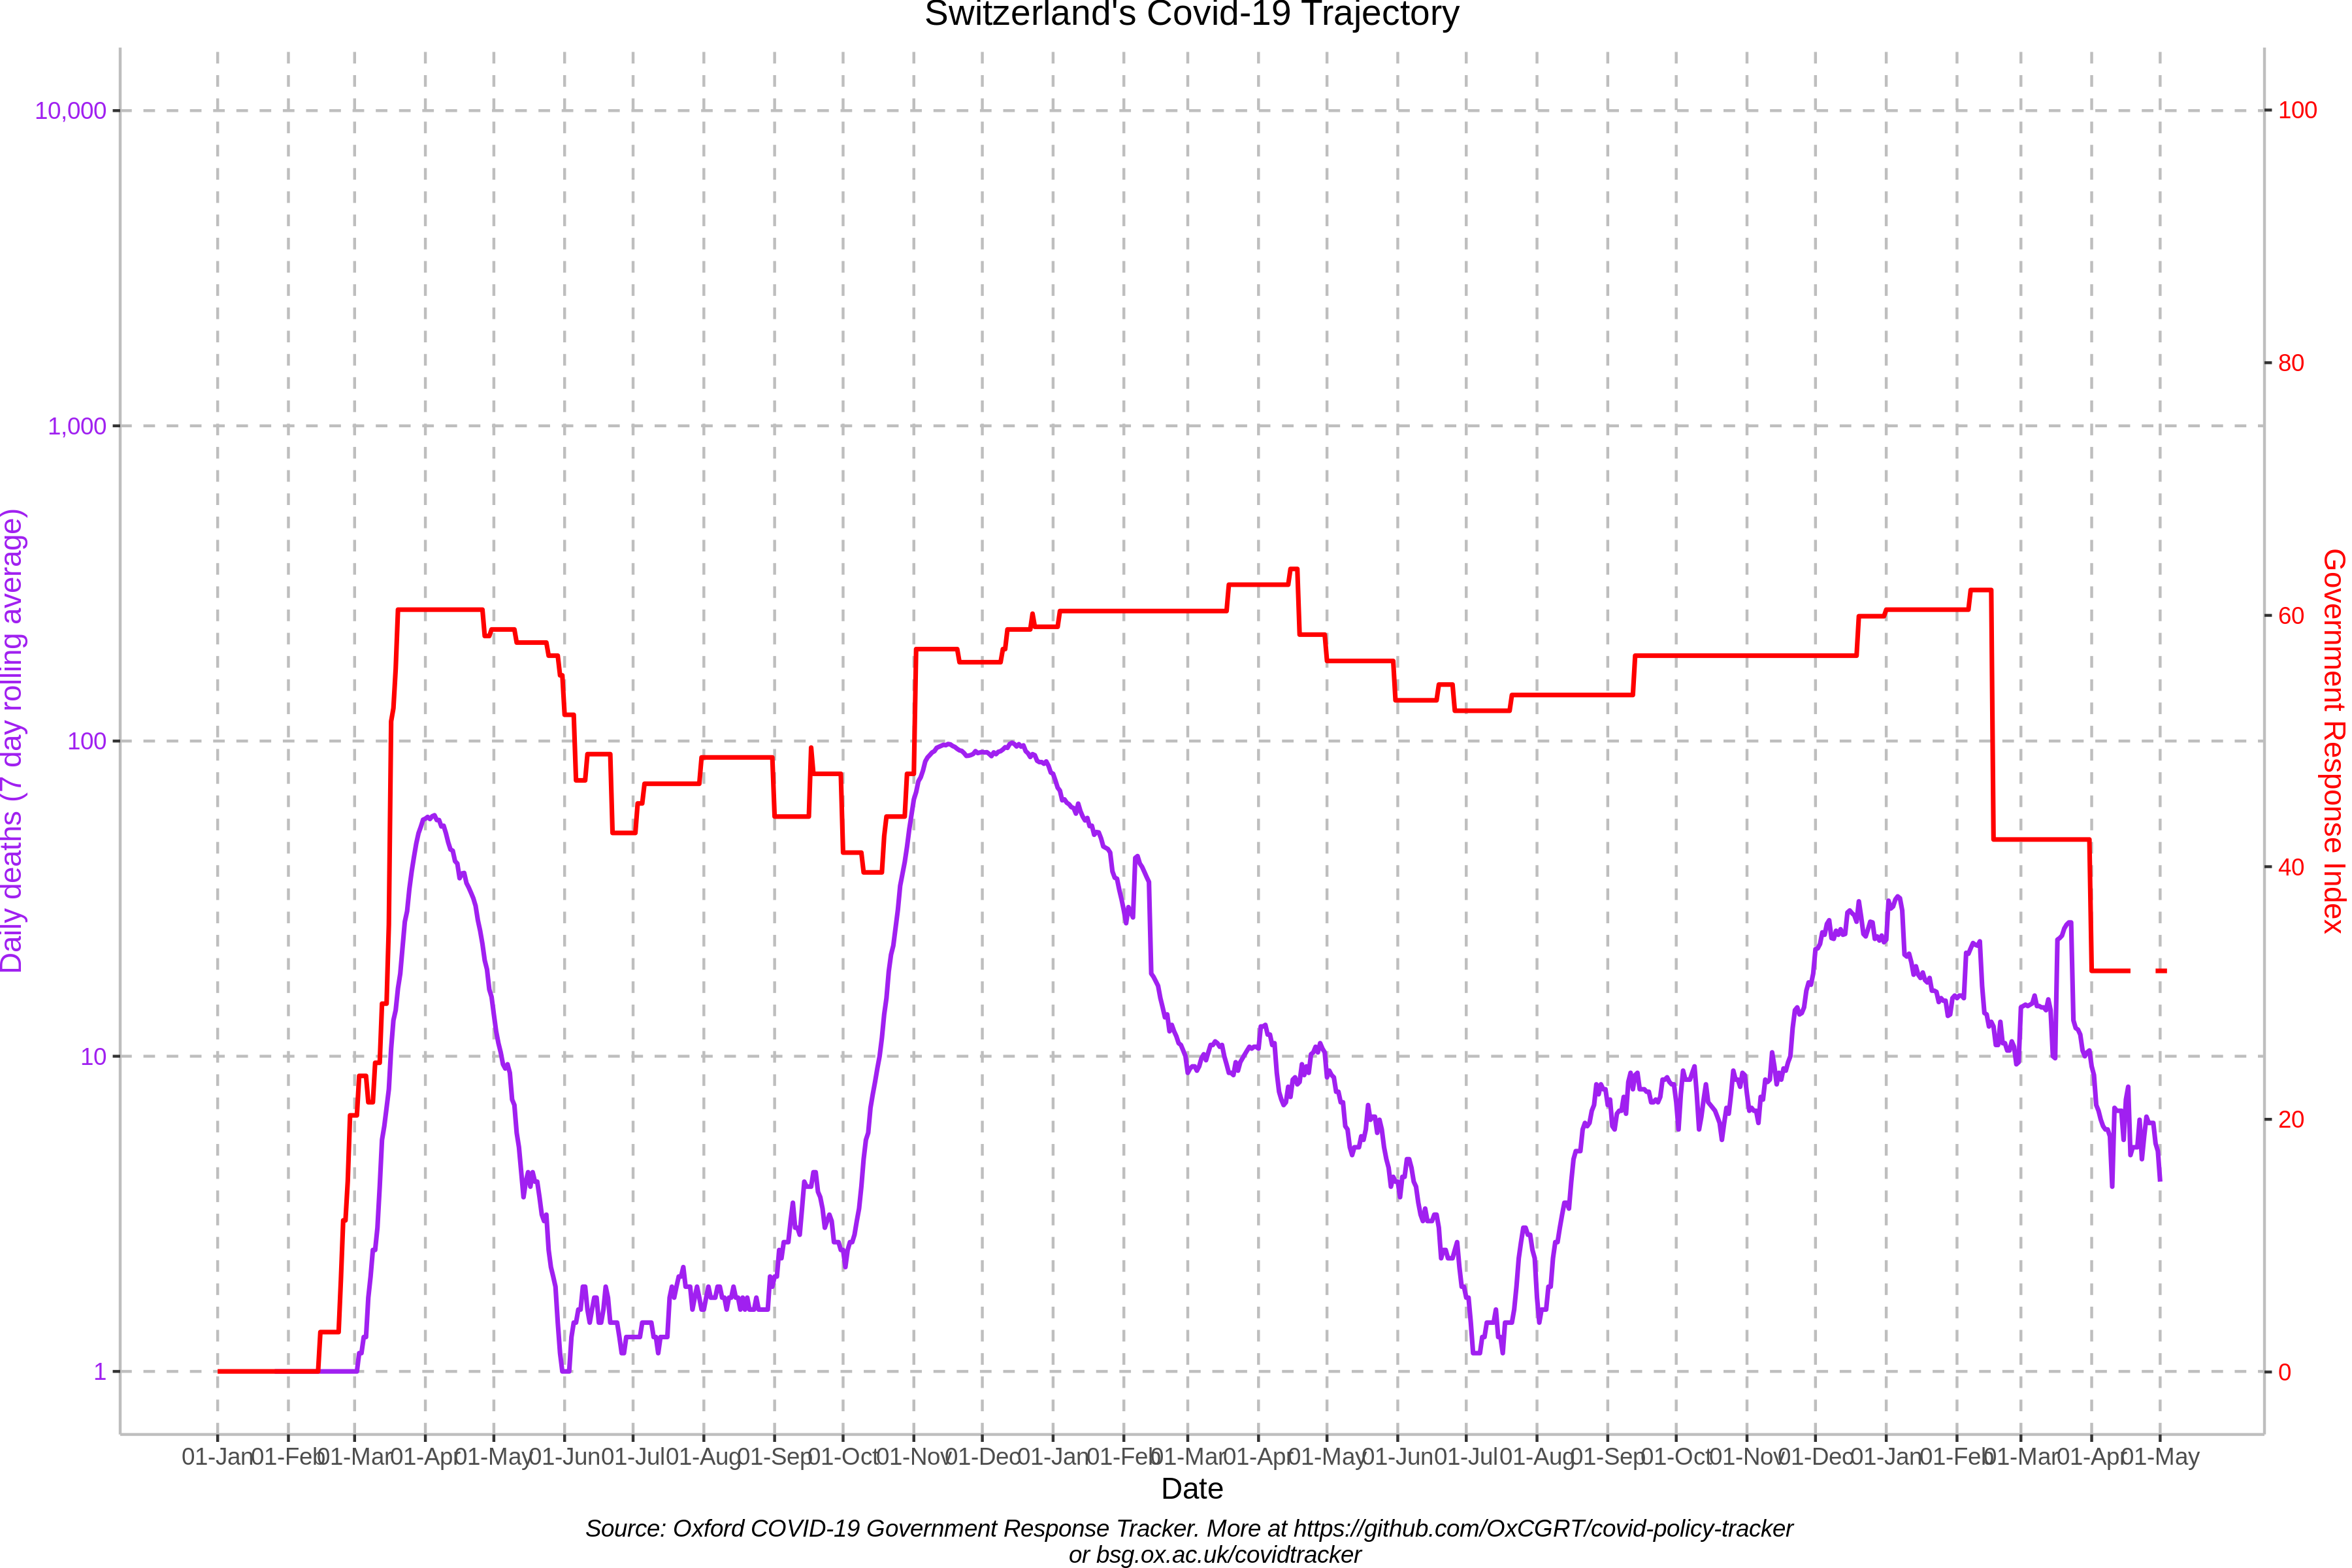 Switzerland's Covid-19 Trajectory
10,000
1,000
100
10
1
Daily deaths (7 day rolling average)
100
80
60
40
20
0
Government Response Index
01-Jan 01-Feb 01-Mar 01-Apr 01-May 01-Jun 01-Jul 01-Aug 01-Sep 01-Oct 01-Nov 01-Dec 01-Jan 01-Feb 01-Mar 01-Apr 01-May 01-Jun 01-Jul 01-Aug 01-Sep 01-Oct 01-Nov 01-Dec 01-Jan 01-Feb 01-Mar 01-Apr 01-May
Date
Source: Oxford COVID-19 Government Response Tracker. More at https://github.com/OxCGRT/covid-policy-tracker
or bsg.ox.ac.uk/covidtracker